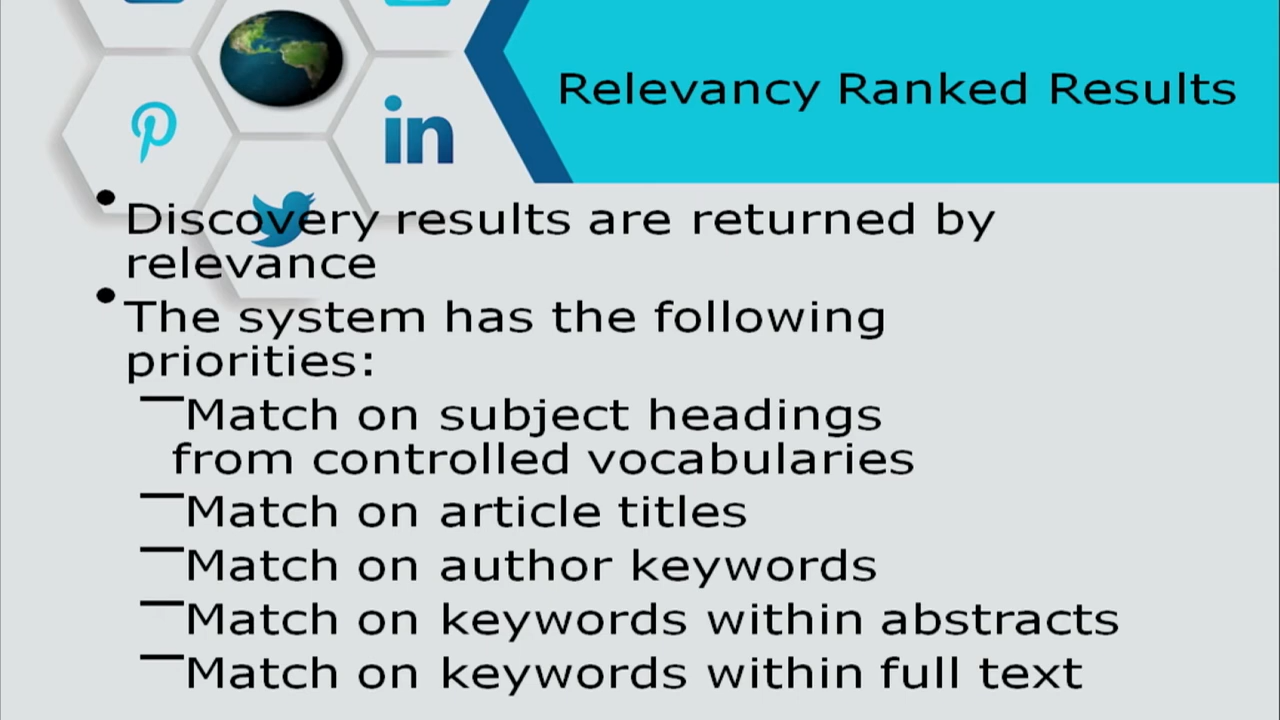 Relevancy Ranked Results
in
• Discovery results are returned by
relevance
• The system has the following
priorities:
— Match on subject headings
from controlled vocabularies
— Match on article titles
— Match on author keywords
— Match on keywords within abstracts
— Match on keywords within full text